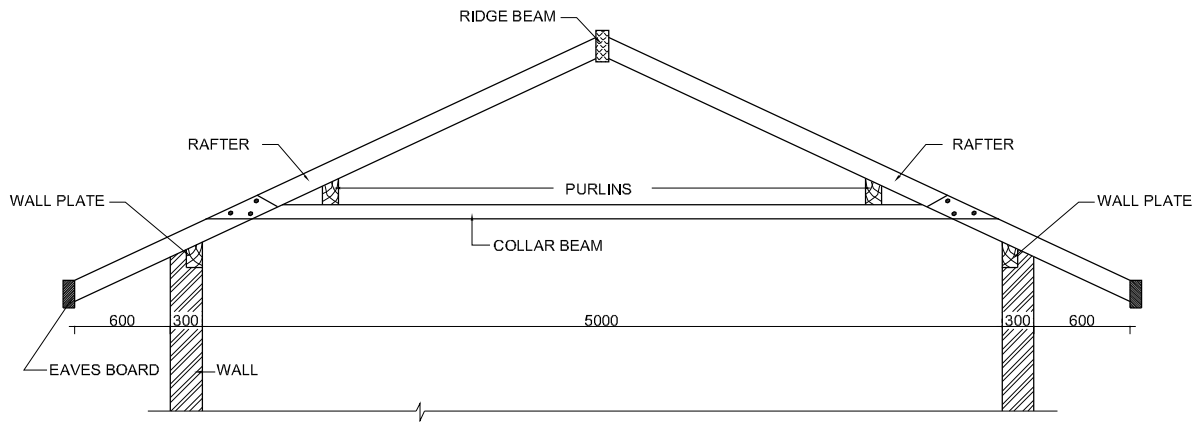 RIDGE BEAM
RAFTER
RAFTER
PURLINS
WALL PLATE
WALL PLATE
COLLAR BEAM
600
300
5000
300
600
EAVES BOARD
WALL